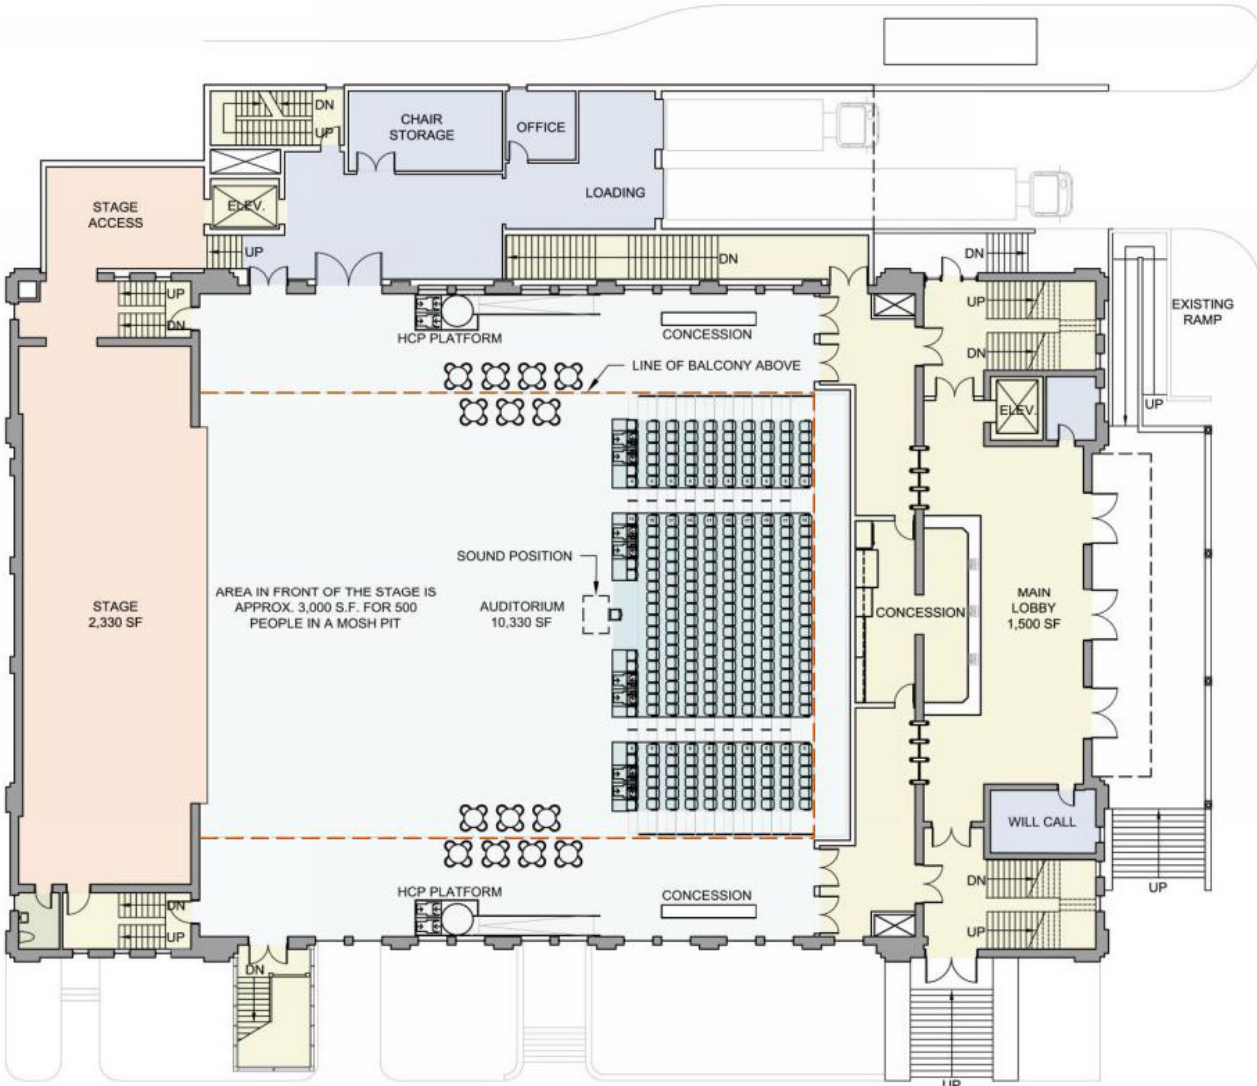 DN
UP
CHAIR
STORAGE
OFFICE
LOADING
STAGE
ACCESS
ELEV.
UP
DN
DN
UP
DN
HCP PLATFORM
CONCESSION
LINE OF BALCONY ABOVE
UP
DN
EXISTING
RAMP
ELEV.
UP
SOUND POSITION
AREA IN FRONT OF THE STAGE IS
APPROX. 3,000 S.F. FOR 500
PEOPLE IN A MOSH PIT
STAGE
2,330 SF
AUDITORIUM
10,330 SF
CONCESSION
MAIN
LOBBY
1,500 SF
WILL CALL
HCP PLATFORM
CONCESSION
DN
UP
DN
UP
UP
DN
UP